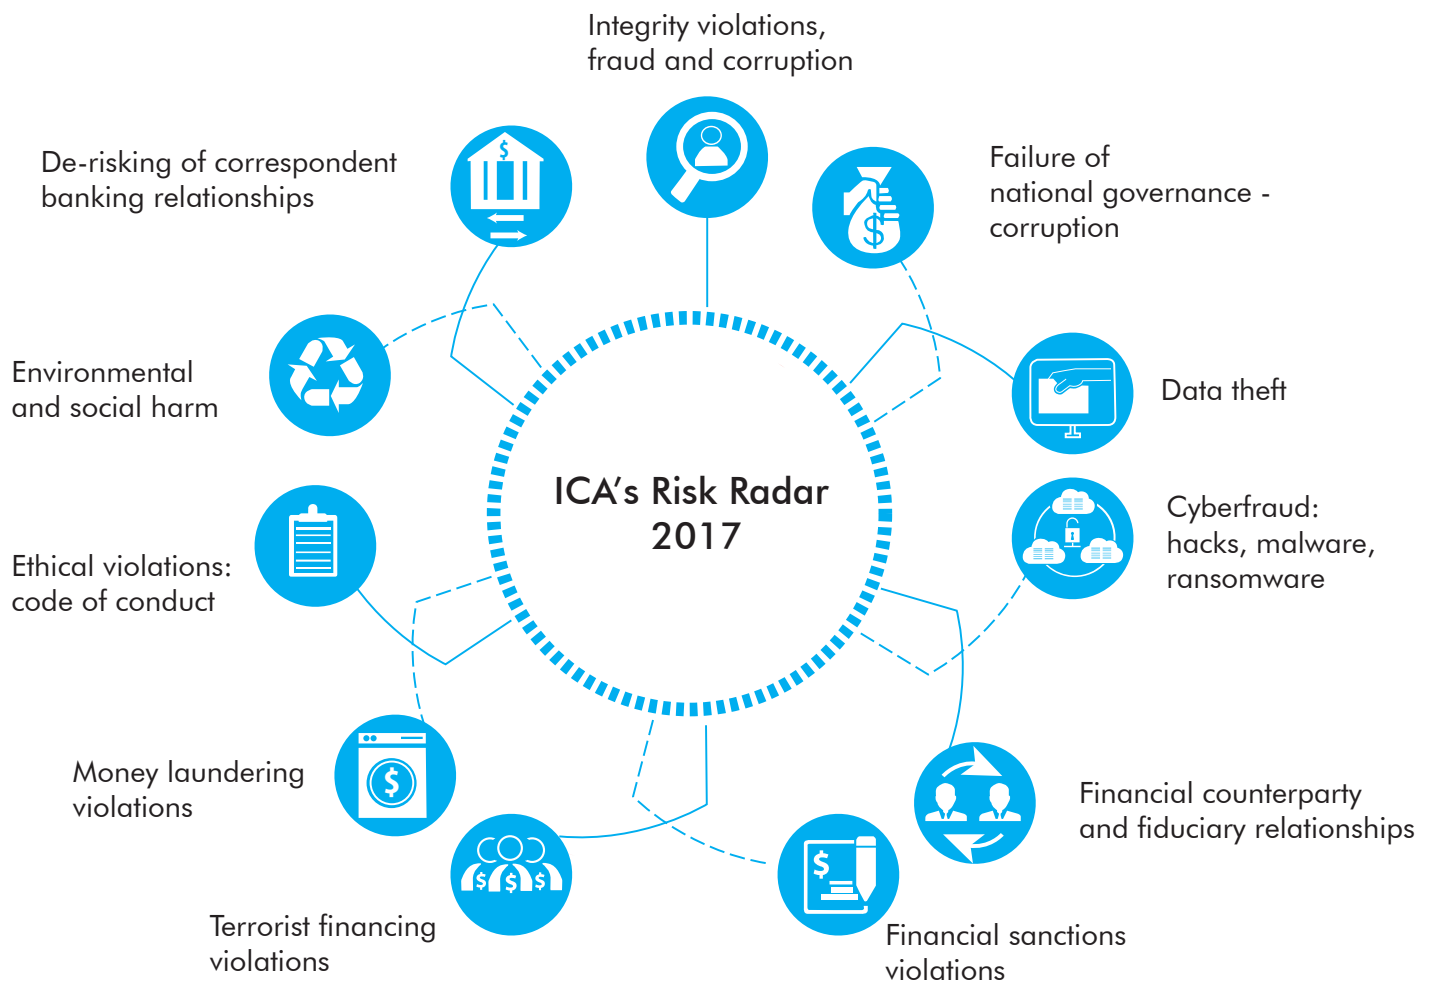 Integrity violations,
fraud and corruption
De-risking of correspondent
banking relationships
Failure of
national governance -
corruption
Environmental
and social harm
Data theft
ICA’s Risk Radar
2017
Cyberfraud:
hacks, malware,
ransomware
Ethical violations:
code of conduct
Money laundering
violations
Financial counterparty
and fiduciary relationships
Terrorist financing
violations
Financial sanctions
violations
$
$
$
$ $ $
$